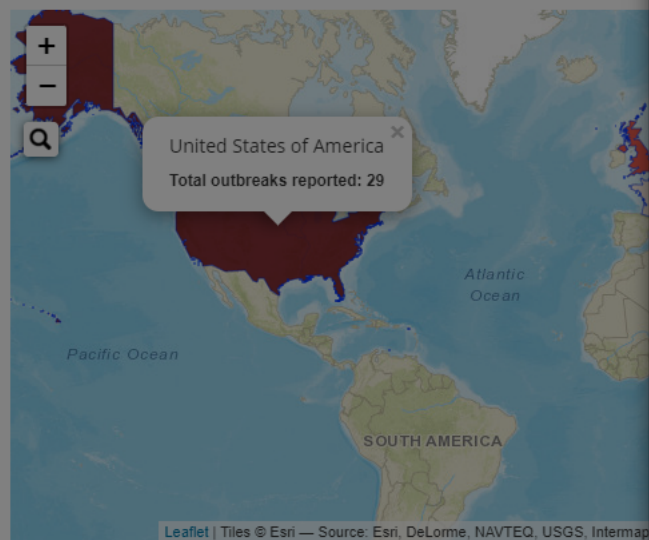 +
−
×
United States of America
Total outbreaks reported: 29
Atlantic
Ocean
Pacific Ocean
SOUTH AMERICA
Leaflet | Tiles © Esri — Source: Esri, DeLorme, NAVTEQ, USGS, Intermap